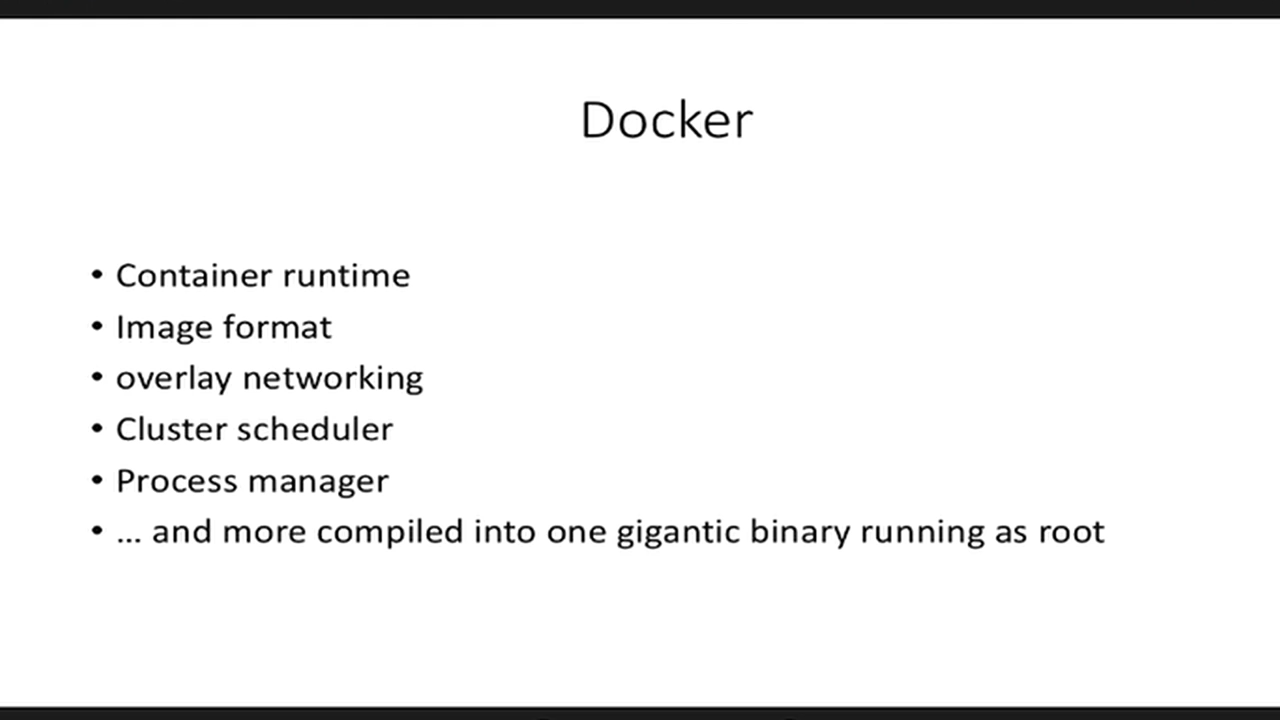 Docker
• Container runtime
• Image format
• overlay networking
• Cluster scheduler
• Process manager
• ... and more compiled into one gigantic binary running as root